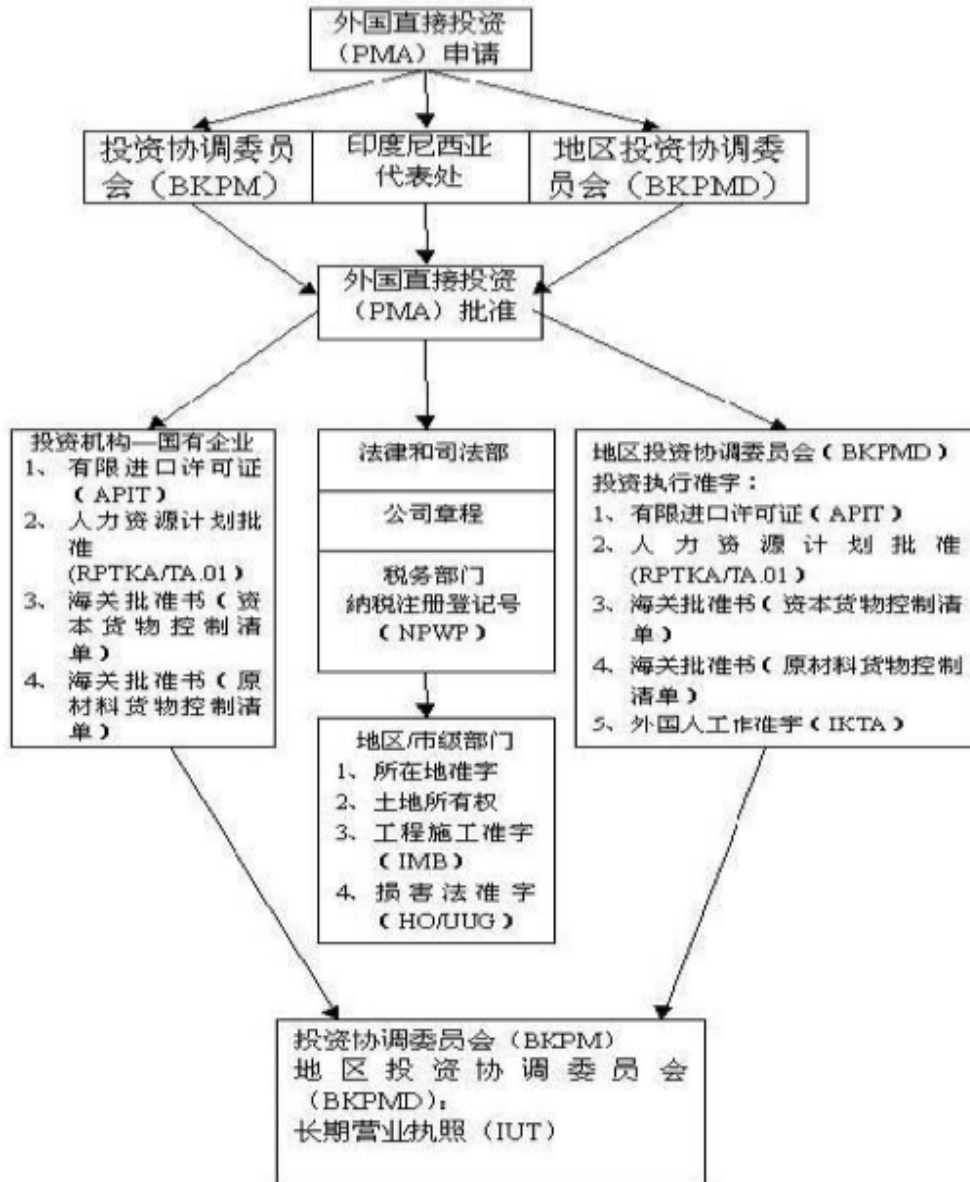 外国直接投资
（PMA）申请
投资协调委员
会（BKPM）
印度尼西亚
代表处
地区投资协调委
员会（BKPMD）
外国直接投资
（PMA）批准
投资机构—国有企业
1、有限进口许可证
（APIT）
2、人力资源计划批
准
(RPTKA/TA.01）
3、海关批准书（资
本货物控制清
单）
4、海关批准书（原
材料货物控制清
单）
法律和司法部
公司章程
税务部门
纳税注册登记号
（NPWP）
地区/市级部门
1、所在地准字
2、土地所有权
3、工程施工准字
（IMB）
4、损害法准字
（HO/UUG）
地区投资协调委员会（BKPMD）
投资执行准字：
1、有限进口许可证（APIT）
2、人力资源计划批准
(RPTKA/TA.01）
3、海关批准书（资本货物控制清
单）
4、海关批准书（原材料货物控制
清单）
5、外国人工作准字（IKTA）
投资协调委员会（BKPM）
地区投资协调委员会
（BKPMD）：
长期营业执照（IUT）